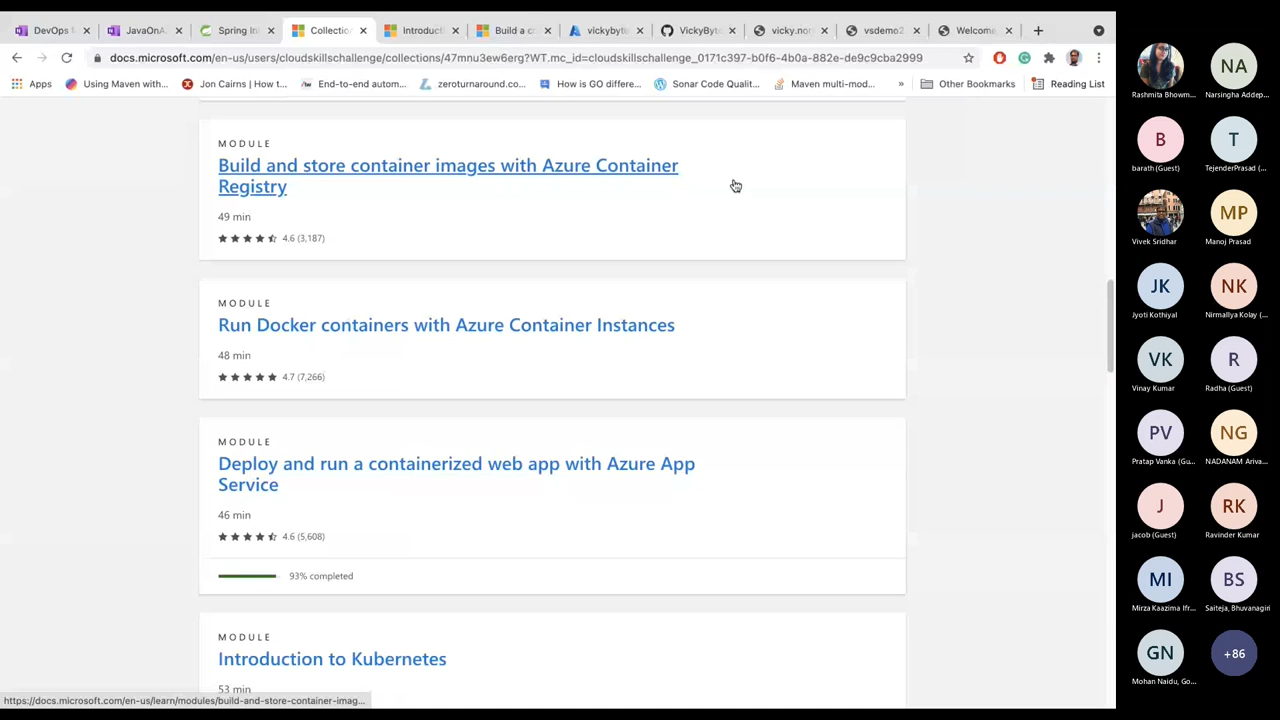 DevOps f
JavaOnA
Spring In
Collectio
Introducti
Build a co
vickybyte
VickyByte
vicky.nor
vsdemo2
Welcome
docs.microsoft.com/en-us/users/cloudskillschallenge/collections/47mnu3ew6erg?WT.mc_id=cloudskillschallenge_0171c397-b0f6-4b0a-882e-de9c9cba2999
Apps
Using Maven with...
Jon Cairns | How t...
End-to-end autom...
zeroturnaround.co...
How is GO differe...
Sonar Code Qualit...
Maven multi-mod...
»
Other Bookmarks
Reading List
MODULE
Build and store container images with Azure Container
Registry
49 min
4.6 (3,187)
MODULE
Run Docker containers with Azure Container Instances
48 min
4.7 (7,266)
MODULE
Deploy and run a containerized web app with Azure App
Service
46 min
4.6 (5,608)
93% completed
MODULE
Introduction to Kubernetes
53 min
https://docs.microsoft.com/en-us/learn/modules/build-and-store-container-imag...
NA
Rashmita Bhowm...
Narsingha Addep...
B
T
barath (Guest)
TejenderPrasad (...
MP
Vivek Sridhar
Manoj Prasad
JK
NK
Jyoti Kothiyal
Nirmallya Kolay (...
VK
R
Vinay Kumar
Radha (Guest)
PV
NG
Pratap Vanka (Gu...
NADANAM Ariva...
J
RK
jacob (Guest)
Ravinder Kumar
MI
BS
Mirza Kaazima Ifr...
Saiteja, Bhuvanagiri
GN
+86
Mohan Naidu, Go...